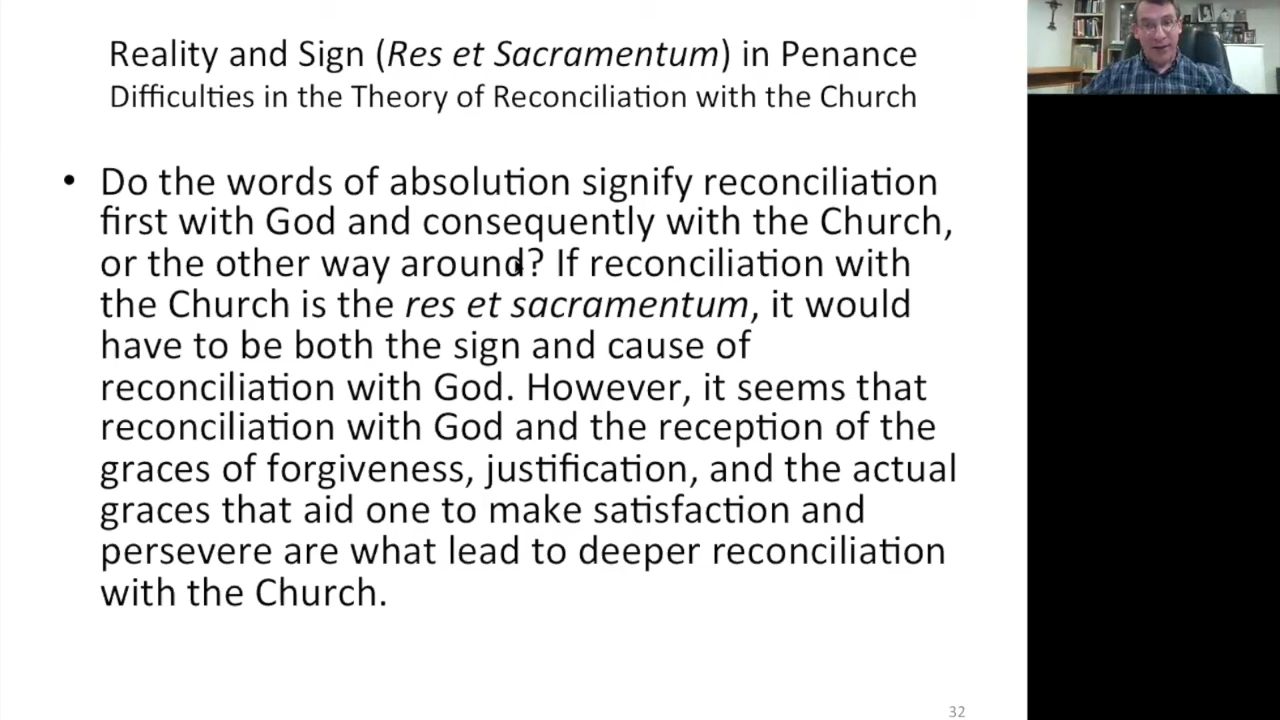 Reality and Sign (Res et Sacramentum) in Penance
Difficulties in the Theory of Reconciliation with the Church
• Do the words of absolution signify reconciliation
first with God and consequently with the Church,
or the other way around? If reconciliation with
the Church is the res et sacramentum, it would
have to be both the sign and cause of
reconciliation with God. However, it seems that
reconciliation with God and the reception of the
graces of forgiveness, justification, and the actual
graces that aid one to make satisfaction and
persevere are what lead to deeper reconciliation
with the Church.
32